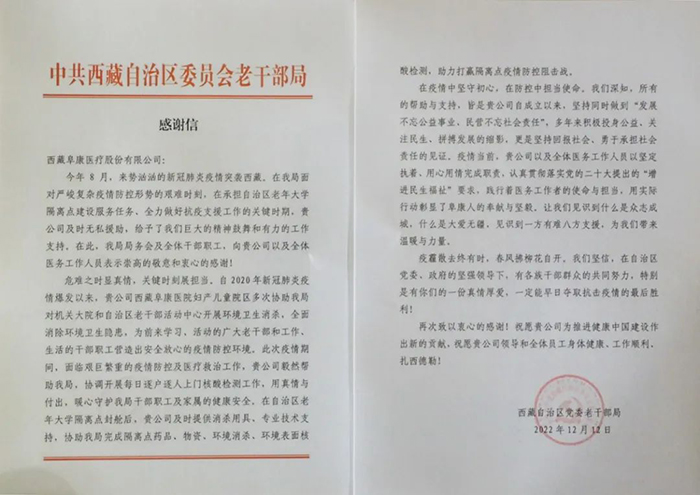 中共西藏自治区委员会老干部局
感谢信
西藏阜康医疗股份有限公司：
今年 8 月，来势汹汹的新冠肺炎疫情突袭西藏。在我局面
对严峻复杂疫情防控形势的艰难时刻，在承担自治区老年大学
隔离点建设服务任务、全力做好抗疫支援工作的关键时期，贵
公司及时无私援助，给予了我们巨大的精神鼓舞和有力的工作
支持。在此，我局局务会及全体干部职工，向贵公司以及全体
医务工作人员表示崇高的敬意和衷心的感谢！
危难之时显真情，关键时刻展担当。自 2020 年新冠肺炎疫
情爆发以来，贵公司西藏阜康医院妇产儿童院区多次协助我局
对机关大院和自治区老干部活动中心开展环境卫生消杀，全面
消除环境卫生隐患，为前来学习、活动的广大老干部和工作、
生活的干部职工营造出安全放心的疫情防控环境。此次疫情期
间，面临艰巨繁重的疫情防控及医疗救治工作，贵公司毅然帮
助我局，协调开展每日逐户逐人上门核酸检测工作，用真情与
付出，暖心守护我局干部职工及家属的健康安全。在自治区老
年大学隔离点封舱后，贵公司及时提供消杀用具、专业技术支
持，协助我局完成隔离点药品、物资、环境消杀、环境表面核
酸检测，助力打赢隔离点疫情防控阻击战。
在疫情中坚守初心，在防控中担当使命。我们深知，所有
的帮助与支持，皆是贵公司自成立以来，坚持同时做到“发展
不忘公益事业、民营不忘社会责任”，多年来积极投身公益、关
注民生、拼搏发展的缩影，更是坚持回报社会、勇于承担社会
责任的见证。疫情当前，贵公司以及全体医务工作人员以坚定
执着、用心用情完成职责，认真贯彻落实党的二十大提出的“增
进民生福祉”要求，践行着医务工作者的使命与担当，用实际
行动彰显了阜康人的奉献与坚毅。让我们见识到什么是众志成
城，什么是大爱无疆，见识到一方有难八方支援，为我们带来
温暖与力量。
疫霾散去终有时，春风拂柳花自开。我们坚信，在自治区
党委、政府的坚强领导下，有各族干部群众的共同努力，特别
是有你们的一份真情厚爱，一定能早日夺取抗击疫情的最后胜
利！
再次致以衷心的感谢！祝愿贵公司为推进健康中国建设作
出新的贡献，祝愿贵公司领导和全体员工身体健康、工作顺利、
扎西德勒！
西藏自治区党委老干部局
2022 年 12 月 12 日